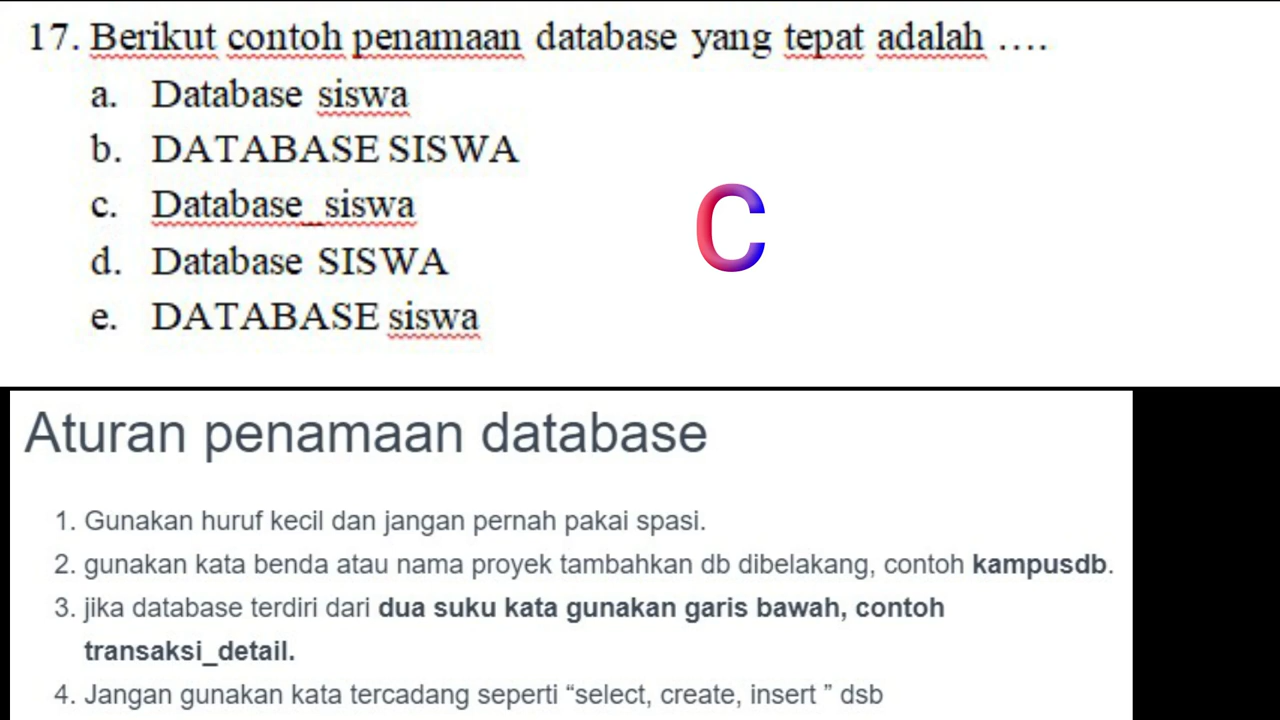 17. Berikut contoh penamaan database yang tepat adalah ....
a. Database siswa
b. DATABASE SISWA
c. Database_siswa
C
d. Database SISWA
e. DATABASE siswa
Aturan penamaan database
1. Gunakan huruf kecil dan jangan pernah pakai spasi.
2. gunakan kata benda atau nama proyek tambahkan db dibelakang, contoh kampusdb.
3. jika database terdiri dari dua suku kata gunakan garis bawah, contoh
transaksi_detail.
4. Jangan gunakan kata tercadang seperti “select, create, insert ” dsb